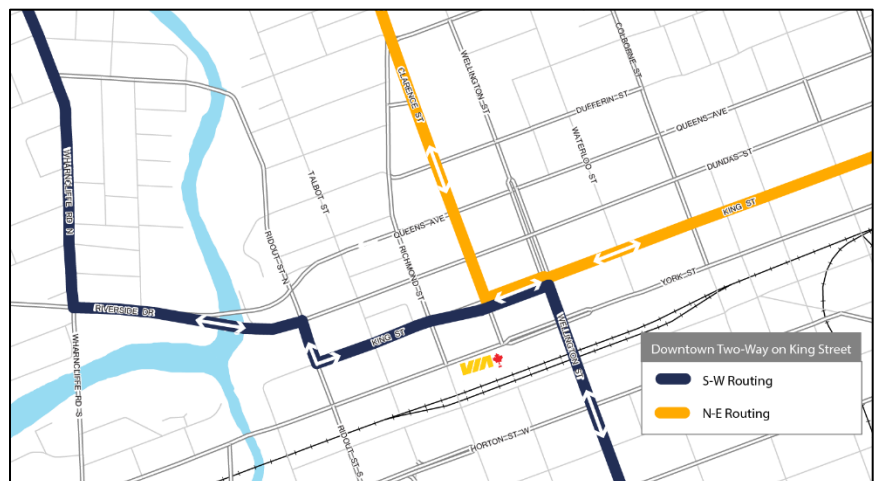 CLARENCE ST
WELLINGTON ST
COLBORNE ST
DUFFERIN ST
QUEENS AVE
WATERLOO ST
DUNDAS ST
WHARNCLIFFE RD N
TALBOT ST
QUEENS AVE
KING ST
RIDOUT ST N
RICHMOND ST
YORK ST
RIVERSIDE DR
KING ST
WHARNCLIFFE RD S
WELLINGTON ST
VIA
RIDOUT ST S
HORTON ST W
Downtown Two-Way on King Street
S-W Routing
N-E Routing